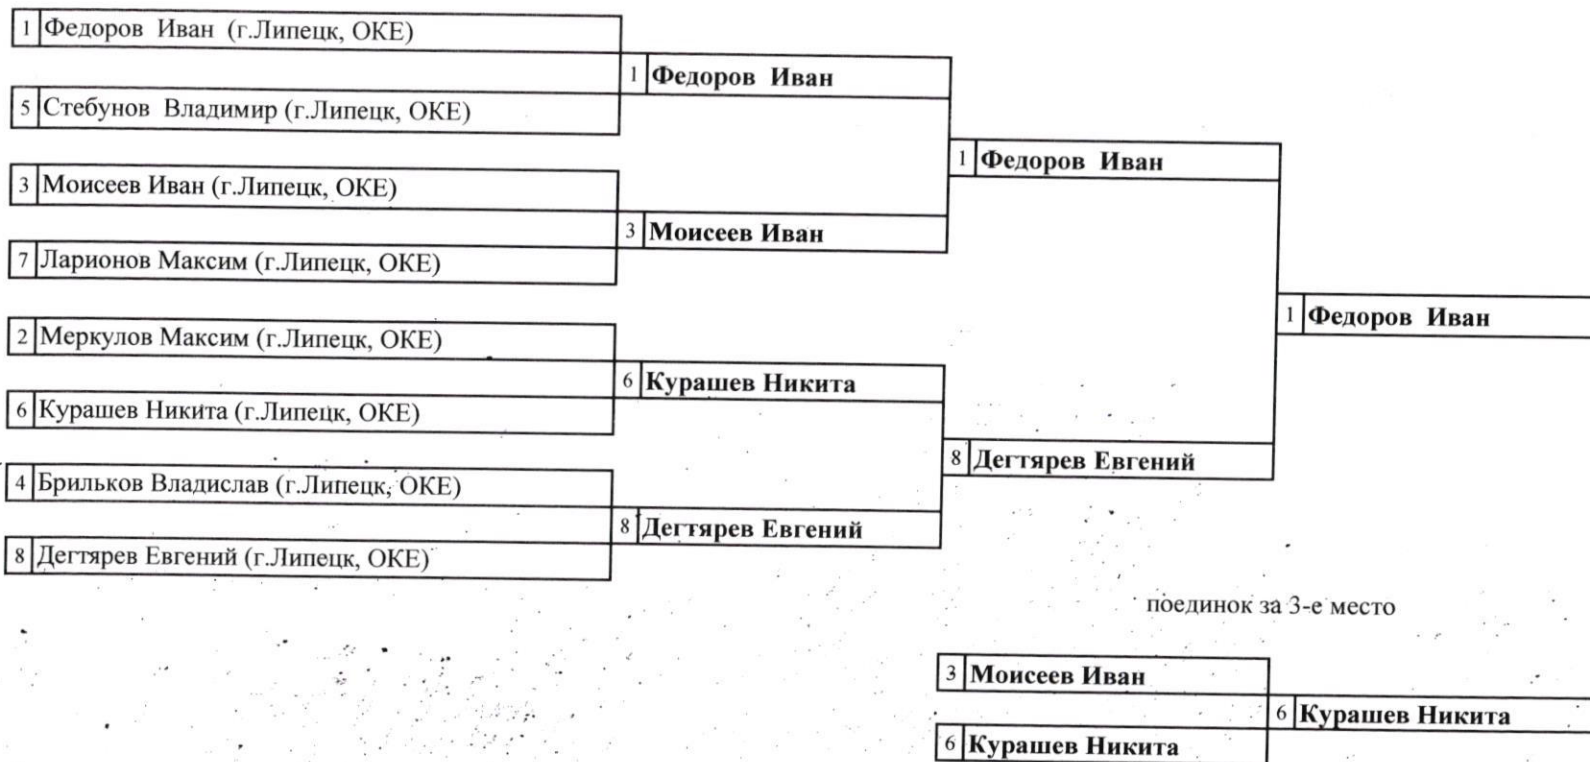 1 Федоров Иван (г.Липецк, ОКЕ)
1 Федоров Иван
5 Стебунов Владимир (г.Липецк, ОКЕ)
1 Федоров Иван
3 Моисеев Иван (г.Липецк, ОКЕ)
3 Моисеев Иван
7 Ларионов Максим (г.Липецк, ОКЕ)
1 Федоров Иван
2 Меркулов Максим (г.Липецк, ОКЕ)
6 Курашев Никита
6 Курашев Никита (г.Липецк, ОКЕ)
8 Дегтярев Евгений
4 Брильков Владислав (г.Липецк, ОКЕ)
8 Дегтярев Евгений
8 Дегтярев Евгений (г.Липецк, ОКЕ)
поединок за 3-е место
3 Моисеев Иван
6 Курашев Никита
6 Курашев Никита